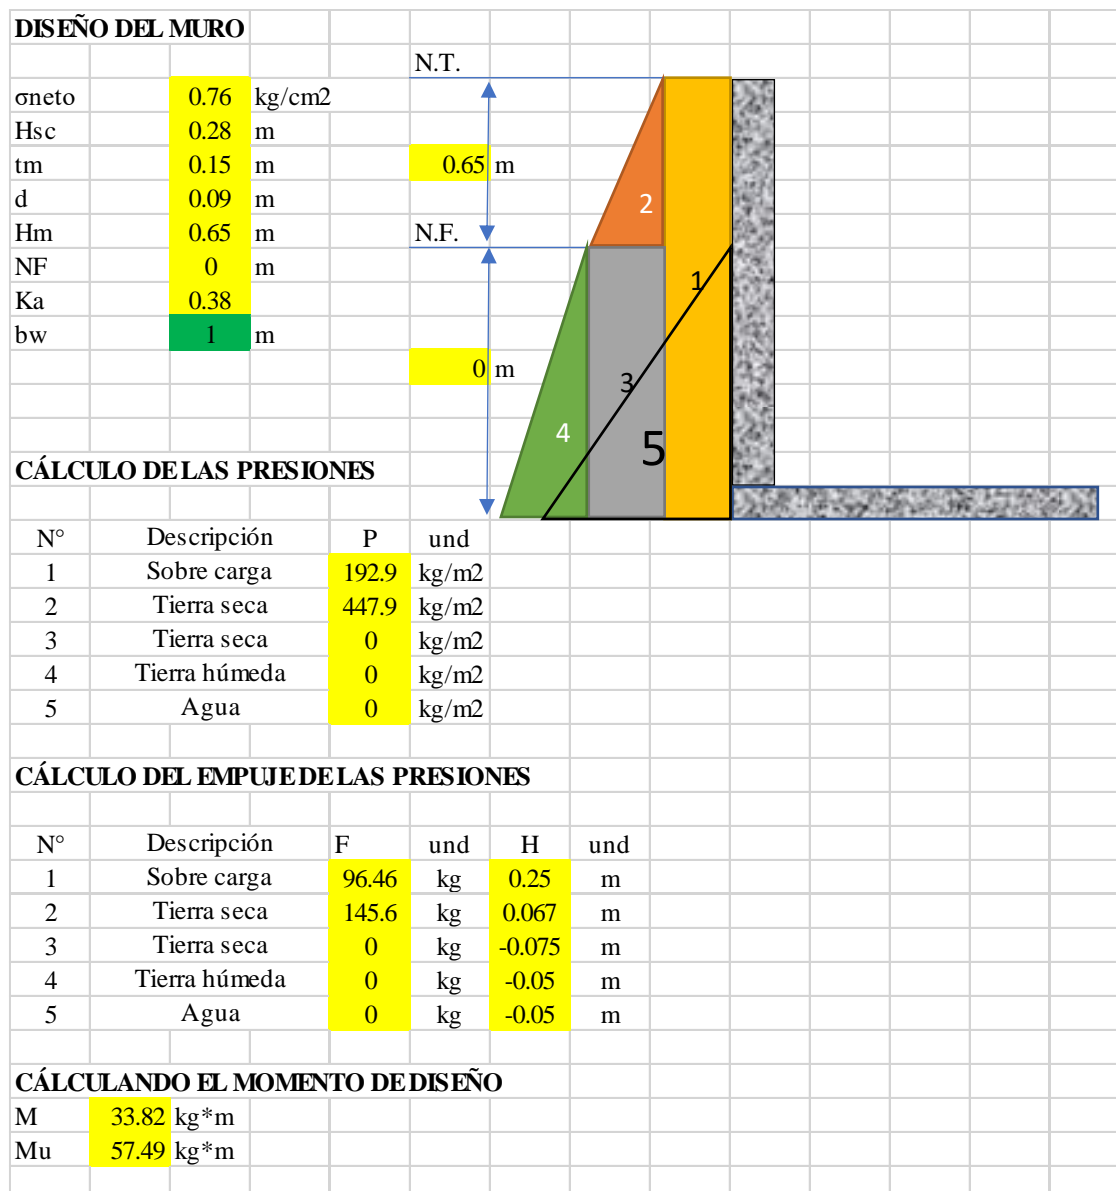 DISEÑO DEL MURO
N.T.
σneto 0.76 kg/cm2
Hsc 0.28 m
tm 0.15 m 0.65 m
d 0.09 m
2
Hm 0.65 m N.F.
NF 0 m
1
Ka 0.38
bw 1 m
0 m
3
4
5
CÁLCULO DE LAS PRESIONES
N° Descripción P und
1 Sobre carga 192.9 kg/m2
2 Tierra seca 447.9 kg/m2
3 Tierra seca 0 kg/m2
4 Tierra húmeda 0 kg/m2
5 Agua 0 kg/m2
CÁLCULO DEL EMPUJE DE LAS PRESIONES
N° Descripción F und H und
1 Sobre carga 96.46 kg 0.25 m
2 Tierra seca 145.6 kg 0.067 m
3 Tierra seca 0 kg -0.075 m
4 Tierra húmeda 0 kg -0.05 m
5 Agua 0 kg -0.05 m
CÁLCULANDO EL MOMENTO DE DISEÑO
M 33.82 kg*m
Mu 57.49 kg*m